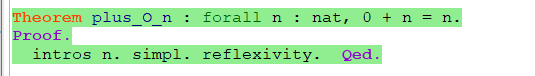 Theorem plus_O_n : forall n : nat, 0 + n = n.
Proof.
intros n. simpl. reflexivity. Qed.